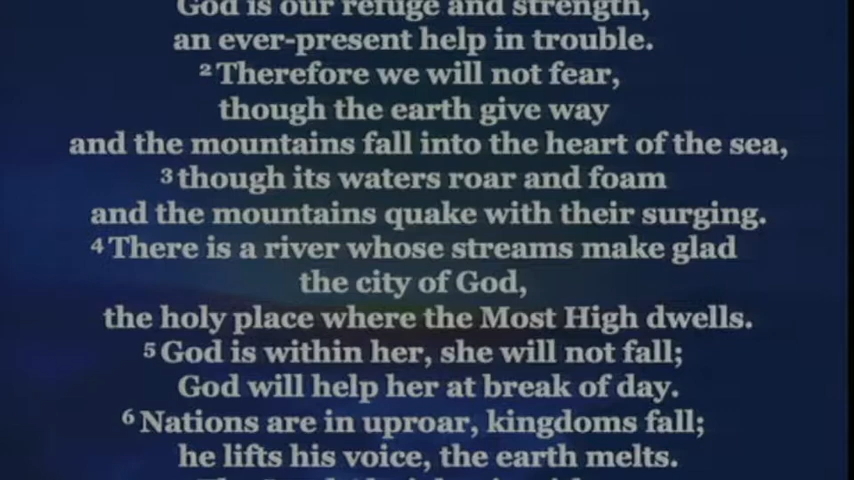 God is our refuge and strength,
an ever-present help in trouble.
2 Therefore we will not fear,
though the earth give way
and the mountains fall into the heart of the sea,
3 though its waters roar and foam
and the mountains quake with their surging.
4 There is a river whose streams make glad
the city of God,
the holy place where the Most High dwells.
5 God is within her, she will not fall;
God will help her at break of day.
6 Nations are in uproar, kingdoms fall;
he lifts his voice, the earth melts.